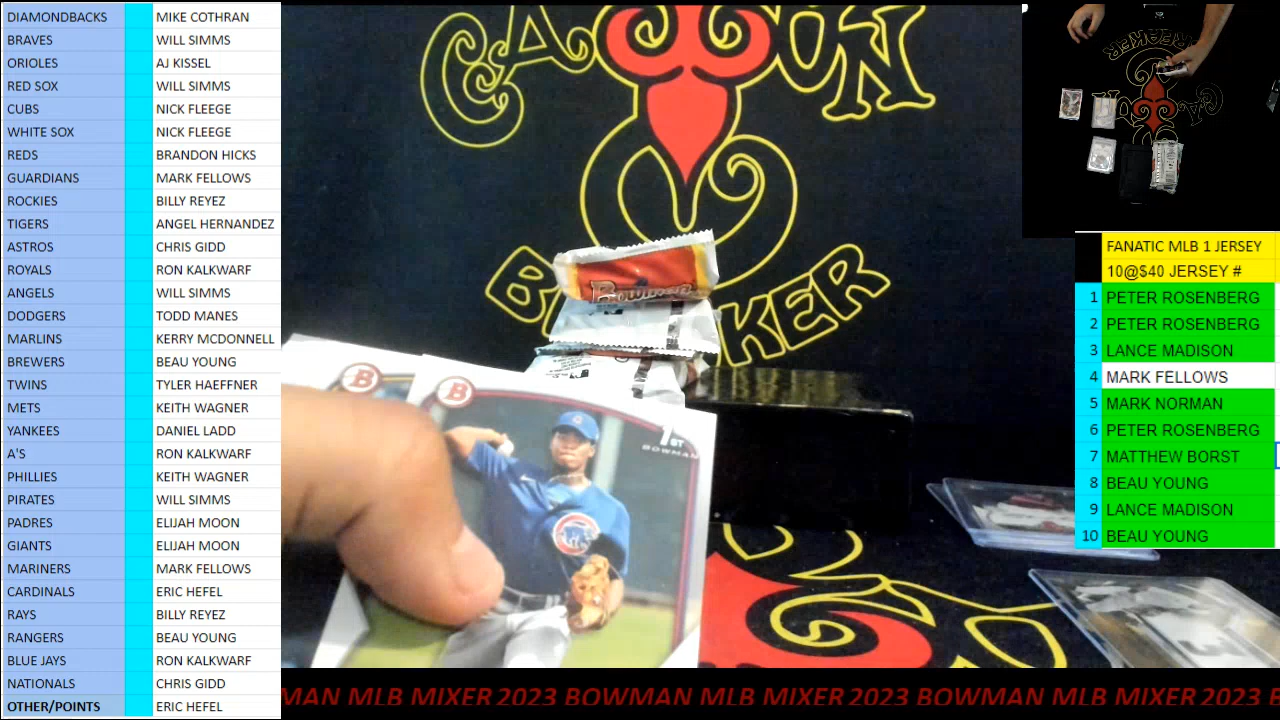 DIAMONDBACKS MIKE COTHRAN
BRAVES WILL SIMMS
ORIOLES AJ KISSEL
RED SOX WILL SIMMS
CUBS NICK FLEEGE
WHITE SOX NICK FLEEGE
REDS BRANDON HICKS
GUARDIANS MARK FELLOWS
ROCKIES BILLY REYEZ
TIGERS ANGEL HERNANDEZ
ASTROS CHRIS GIDD
ROYALS RON KALKWARF
ANGELS WILL SIMMS
DODGERS TODD MANES
MARLINS KERRY MCDONNELL
BREWERS BEAU YOUNG
TWINS TYLER HAEFFNER
METS KEITH WAGNER
YANKEES DANIEL LADD
A'S RON KALKWARF
PHILLIES KEITH WAGNER
PIRATES WILL SIMMS
PADRES ELIJAH MOON
GIANTS ELIJAH MOON
MARINERS MARK FELLOWS
CARDINALS ERIC HEFEL
RAYS BILLY REYEZ
RANGERS BEAU YOUNG
BLUE JAYS RON KALKWARF
NATIONALS CHRIS GIDD
OTHER/POINTS ERIC HEFEL
BREAKER
Bowman
B
B
1ST
BOWMAN
C
FANATIC MLB 1 JERSEY
10@$40 JERSEY #
1 PETER ROSENBERG
2 PETER ROSENBERG
3 LANCE MADISON
4 MARK FELLOWS
5 MARK NORMAN
6 PETER ROSENBERG
7 MATTHEW BORST
8 BEAU YOUNG
9 LANCE MADISON
10 BEAU YOUNG
MAN MLB MIXER 2023 BOWMAN MLB MIXER 2023 BOWMAN MLB MIXER 2023 B